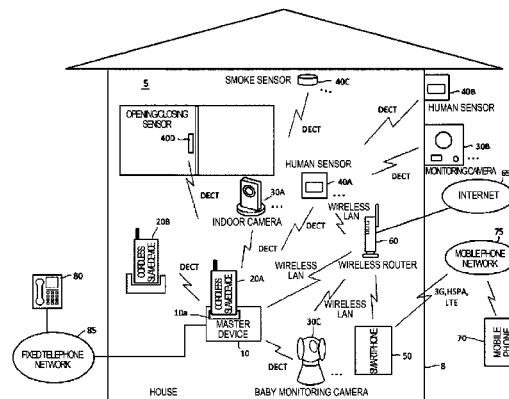 5
SMOKE SENSOR
40C
DECT
40B
HUMAN SENSOR
OPENING/CLOSING
SENSOR
40D
DECT
DECT
30B
MONITORING CAMERA
HUMAN SENSOR
40A
DECT
30A
INDOOR CAMERA
WIRELESS
LAN
65
INTERNET
DECT
20B
CORDLESS
SLAVE DEVICE
DECT
60
WIRELESS ROUTER
75
MOBILE PHONE
NETWORK
80
DECT
CORDLESS
SLAVE DEVICE
20A
WIRELESS
LAN
WIRELESS
LAN
3G, HSPA,
LTE
10a
MASTER
DEVICE
10
30C
DECT
SMARTPHONE
50
70
MOBILE
PHONE
85
FIXED TELEPHONE
NETWORK
HOUSE
BABY MONITORING CAMERA
8